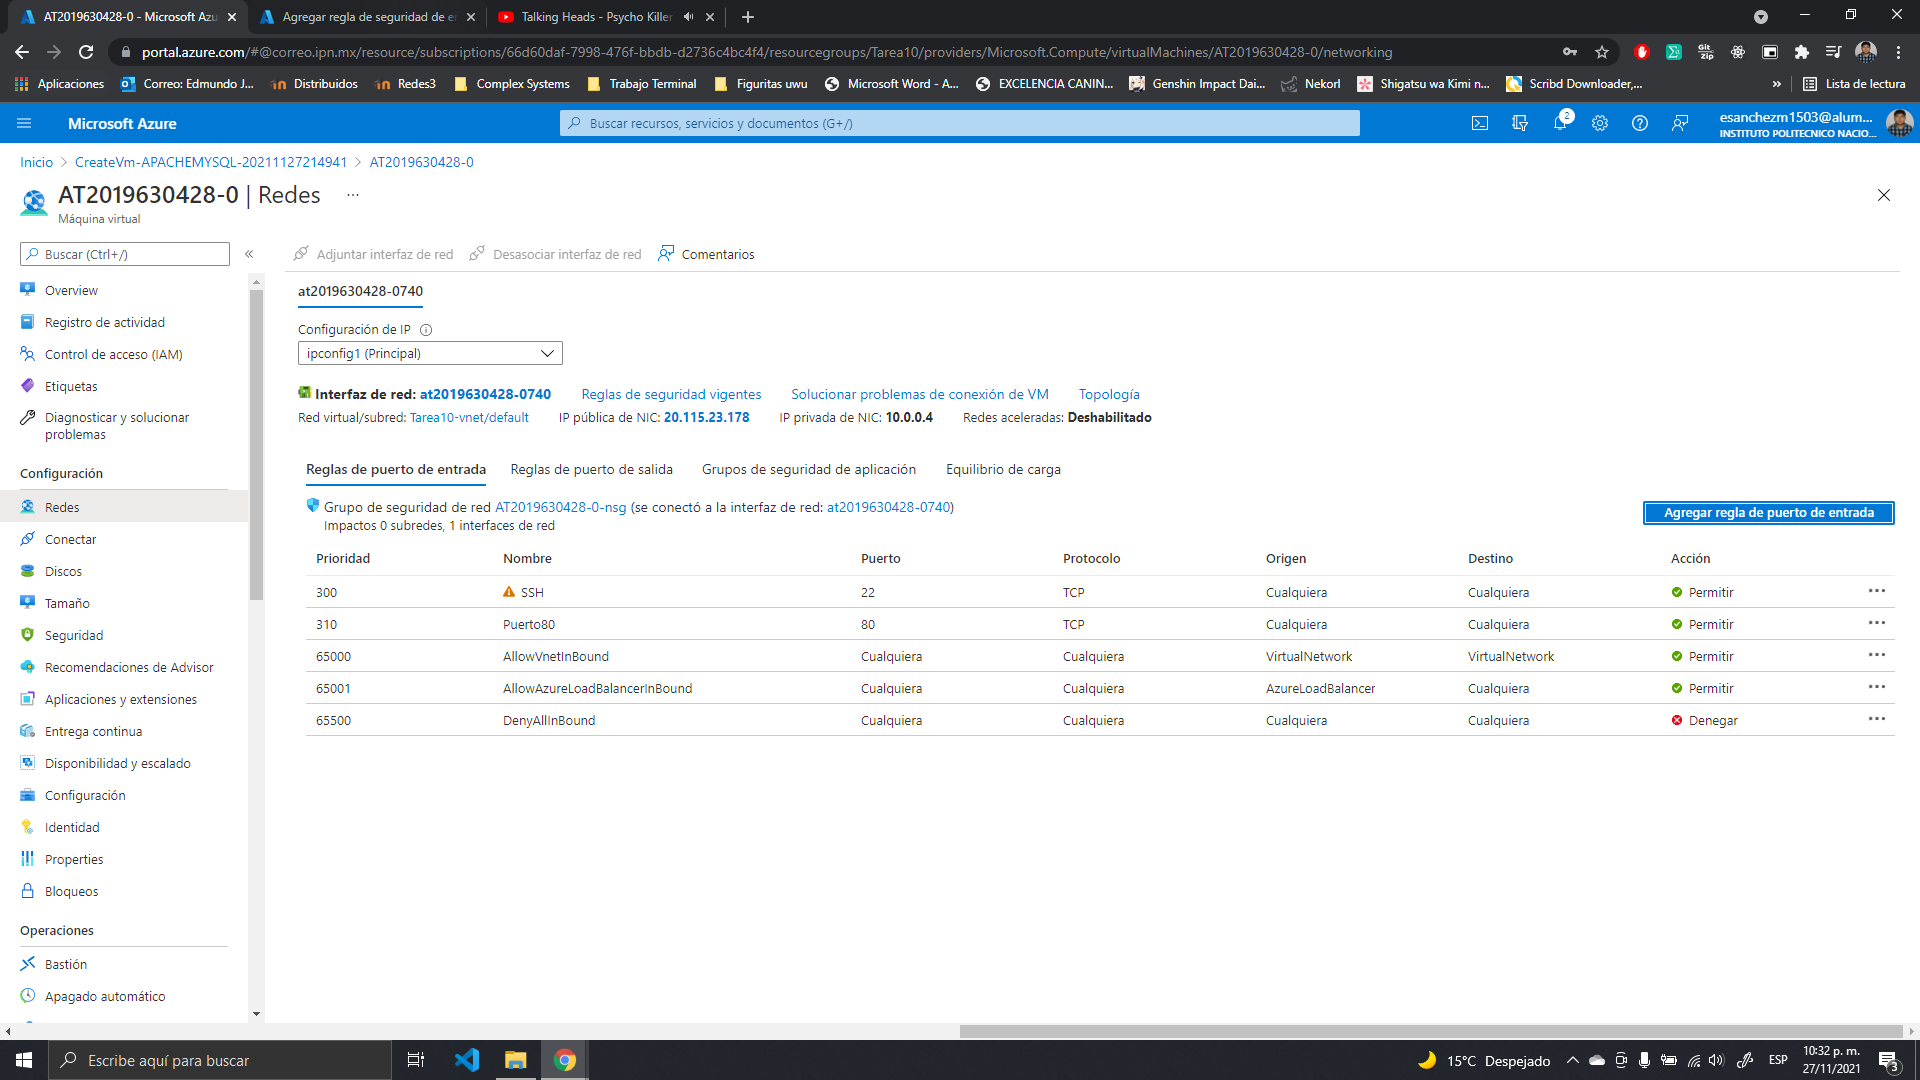 AT2019630428-0 - Microsoft Azu
Agregar regla de seguridad de en
Talking Heads - Psycho Killer
portal.azure.com/#@correo.ipn.mx/resource/subscriptions/66d60daf-7998-476f-bbdb-d2736c4bc4f4/resourcegroups/Tarea10/providers/Microsoft.Compute/virtualMachines/AT2019630428-0/networking
Aplicaciones
Correo: Edmundo J...
Distribuidos
Redes3
Complex Systems
Trabajo Terminal
Figuritas uwu
Microsoft Word - A...
EXCELENCIA CANIN...
Genshin Impact Dai...
Nekorl
Shigatsu wa Kimi n...
Scribd Downloader,...
»
Lista de lectura
Microsoft Azure
Buscar recursos, servicios y documentos (G+/)
2
esanchezm1503@alum...
INSTITUTO POLITECNICO NACIO...
Inicio > CreateVm-APACHEMYSQL-20211127214941 > AT2019630428-0
AT2019630428-0 | Redes ...
Máquina virtual
Buscar (Ctrl+/)
«
Adjuntar interfaz de red
Desasociar interfaz de red
Comentarios
Overview
Registro de actividad
Control de acceso (IAM)
Etiquetas
Diagnosticar y solucionar
problemas
Configuración
Redes
Conectar
Discos
Tamaño
Seguridad
Recomendaciones de Advisor
Aplicaciones y extensiones
Entrega continua
Disponibilidad y escalado
Configuración
Identidad
Properties
Bloqueos
Operaciones
Bastión
Apagado automático
at2019630428-0740
Configuración de IP
ipconfig1 (Principal)
Interfaz de red: at2019630428-0740 Reglas de seguridad vigentes Solucionar problemas de conexión de VM Topología
Red virtual/subred: Tarea10-vnet/default IP pública de NIC: 20.115.23.178 IP privada de NIC: 10.0.0.4 Redes aceleradas: Deshabilitado
Reglas de puerto de entrada Reglas de puerto de salida Grupos de seguridad de aplicación Equilibrio de carga
Grupo de seguridad de red AT2019630428-0-nsg (se conectó a la interfaz de red: at2019630428-0740)
Impactos 0 subredes, 1 interfaces de red
Agregar regla de puerto de entrada
Prioridad Nombre Puerto Protocolo Origen Destino Acción
300 SSH 22 TCP Cualquiera Cualquiera Permitir ...
310 Puerto80 80 TCP Cualquiera Cualquiera Permitir ...
65000 AllowVnetInBound Cualquiera Cualquiera VirtualNetwork VirtualNetwork Permitir ...
65001 AllowAzureLoadBalancerInBound Cualquiera Cualquiera AzureLoadBalancer Cualquiera Permitir ...
65500 DenyAllInBound Cualquiera Cualquiera Cualquiera Cualquiera Denegar ...
Escribe aquí para buscar
15°C Despejado
ESP
10:32 p. m.
27/11/2021
3